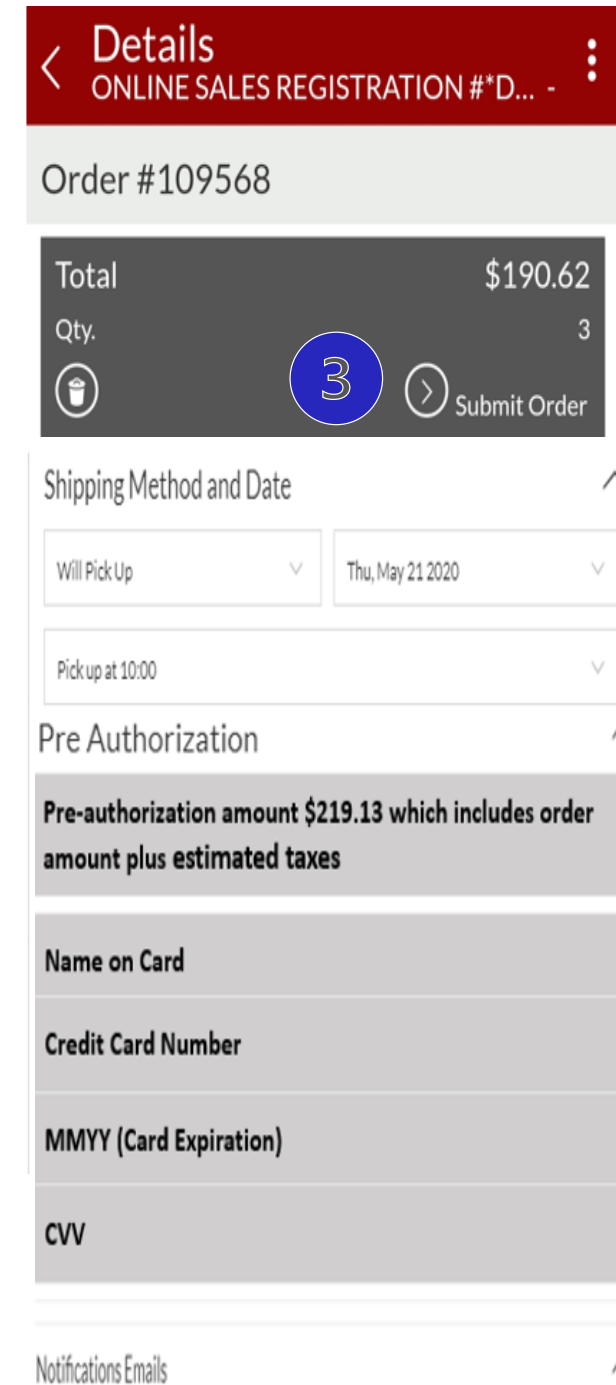 Details
ONLINE SALES REGISTRATION #*D... -
Order #109568
Total $190.62
Qty. 3
3 Submit Order
Shipping Method and Date
Will Pick Up Thu, May 21 2020
Pick up at 10:00
Pre Authorization
Pre-authorization amount $219.13 which includes order
amount plus estimated taxes
Name on Card
Credit Card Number
MMYY (Card Expiration)
CVV
Notifications Emails